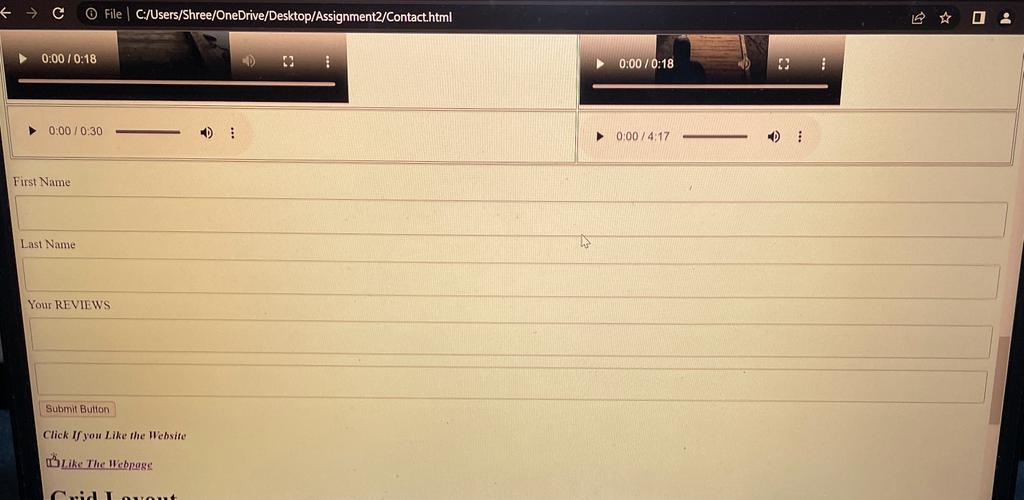 File | C:/Users/Shree/OneDrive/Desktop/Assignment2/Contact.html
0:00 / 0:18
0:00 / 0:18
0:00 / 0:30
0:00 / 4:17
First Name
Last Name
Your REVIEWS
Submit Button
Click If you Like the Website
Like The Webpage
Grid Layout